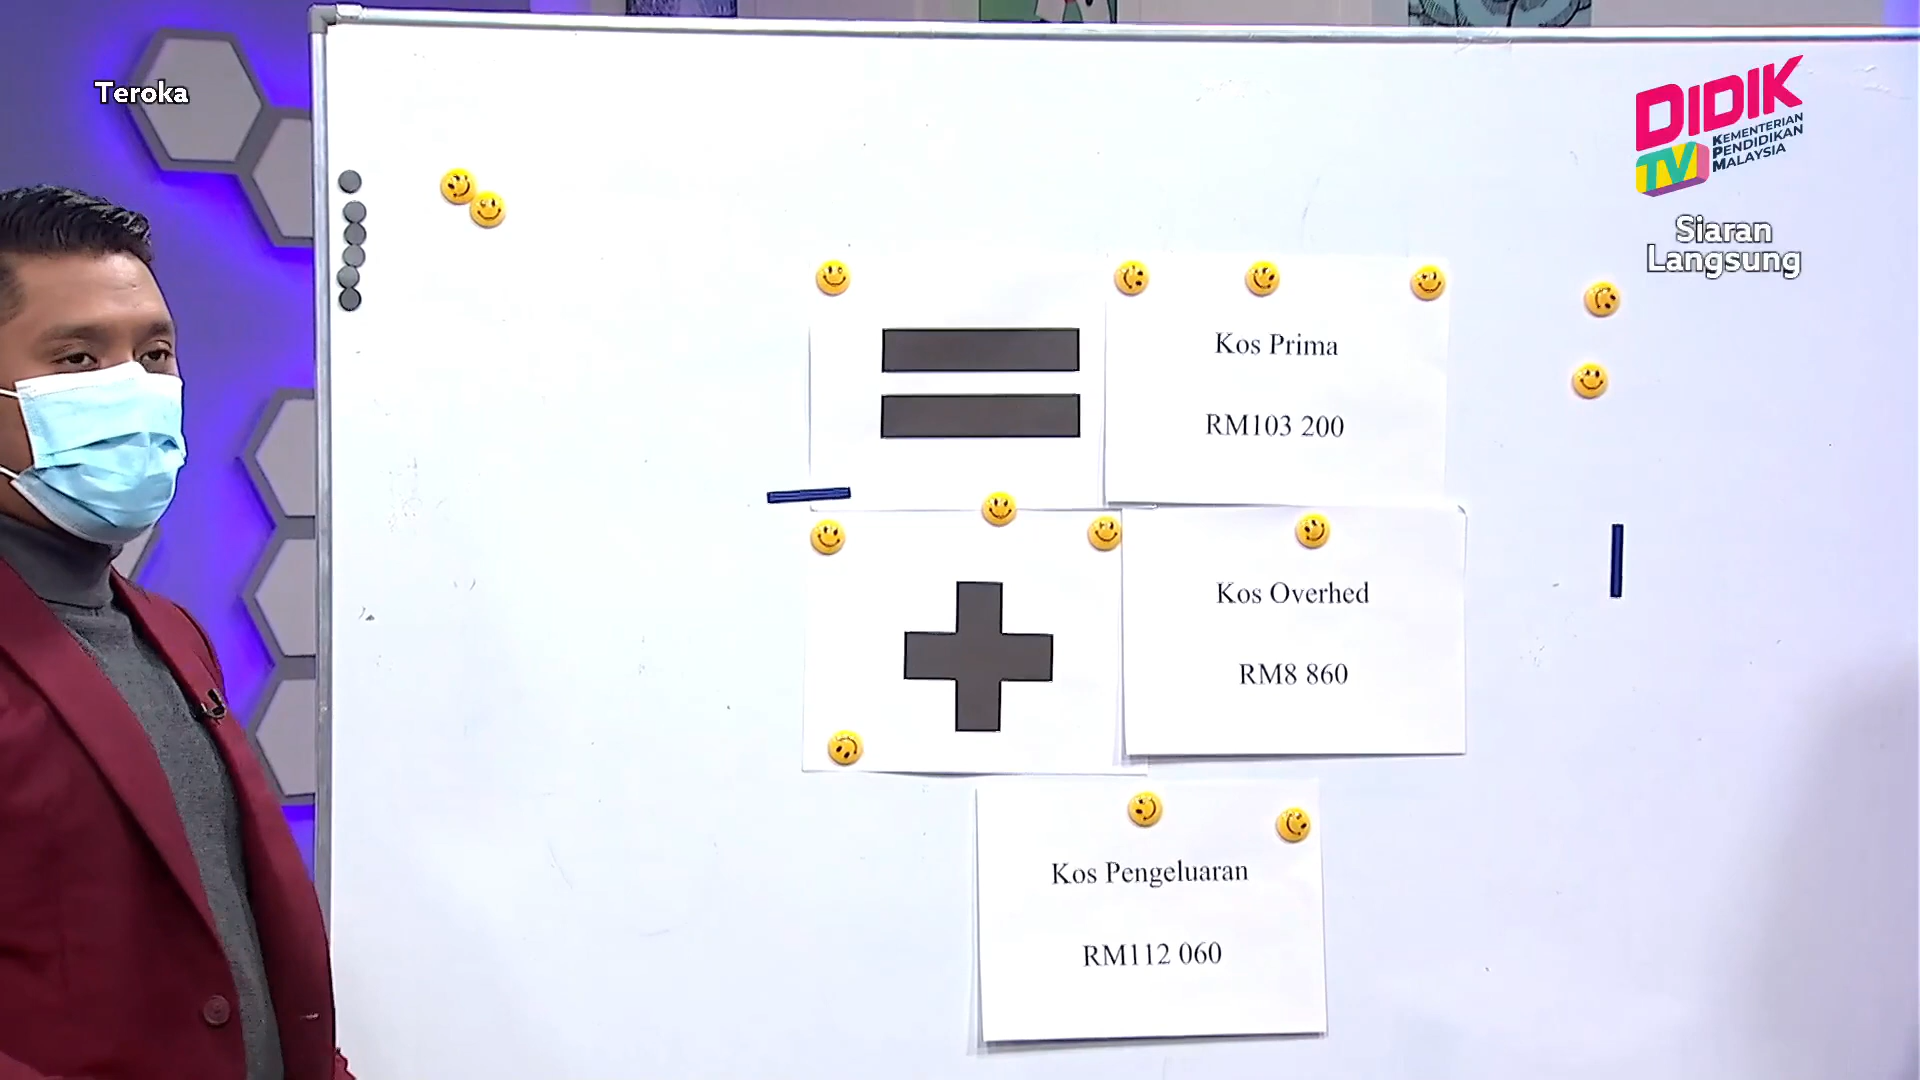 Teroka
DIDIK
TV
KEMENTERIAN
PENDIDIKAN
MALAYSIA
Siaran
Langsung
Kos Prima
RM103 200
Kos Overhed
RM8 860
Kos Pengeluaran
RM112 060